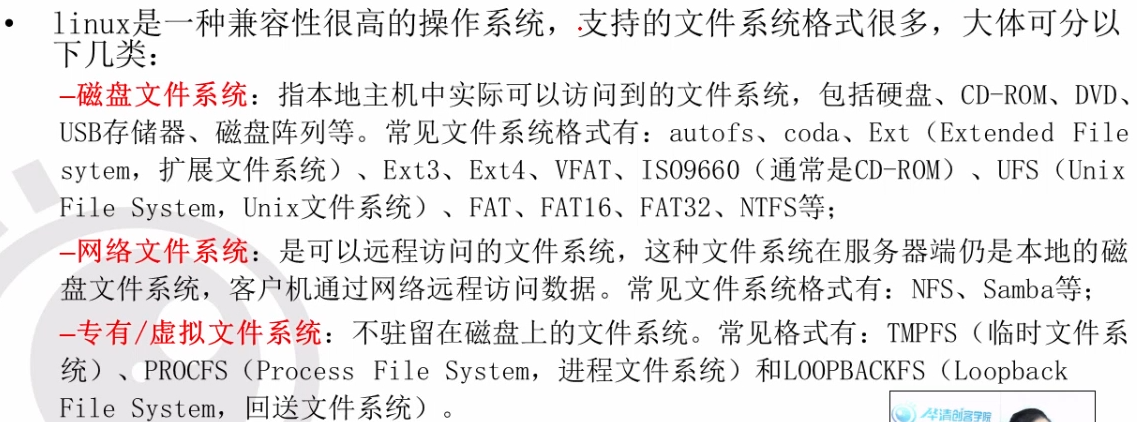 • linux是一种兼容性很高的操作系统，支持的文件系统格式很多，大体可分以
下几类：
–磁盘文件系统：指本地主机中实际可以访问到的文件系统，包括硬盘、CD-ROM、DVD、
USB存储器、磁盘阵列等。常见文件系统格式有：autofs、coda、Ext（Extended File
sytem，扩展文件系统）、Ext3、Ext4、VFAT、ISO9660（通常是CD-ROM）、UFS（Unix
File System，Unix文件系统）、FAT、FAT16、FAT32、NTFS等；
–网络文件系统：是可以远程访问的文件系统，这种文件系统在服务器端仍是本地的磁
盘文件系统，客户机通过网络远程访问数据。常见文件系统格式有：NFS、Samba等；
–专有/虚拟文件系统：不驻留在磁盘上的文件系统。常见格式有：TMPFS（临时文件系
统）、PROCFS（Process File System，进程文件系统）和LOOPBACKFS（Loopback
File System，回送文件系统）。
华清创客学院